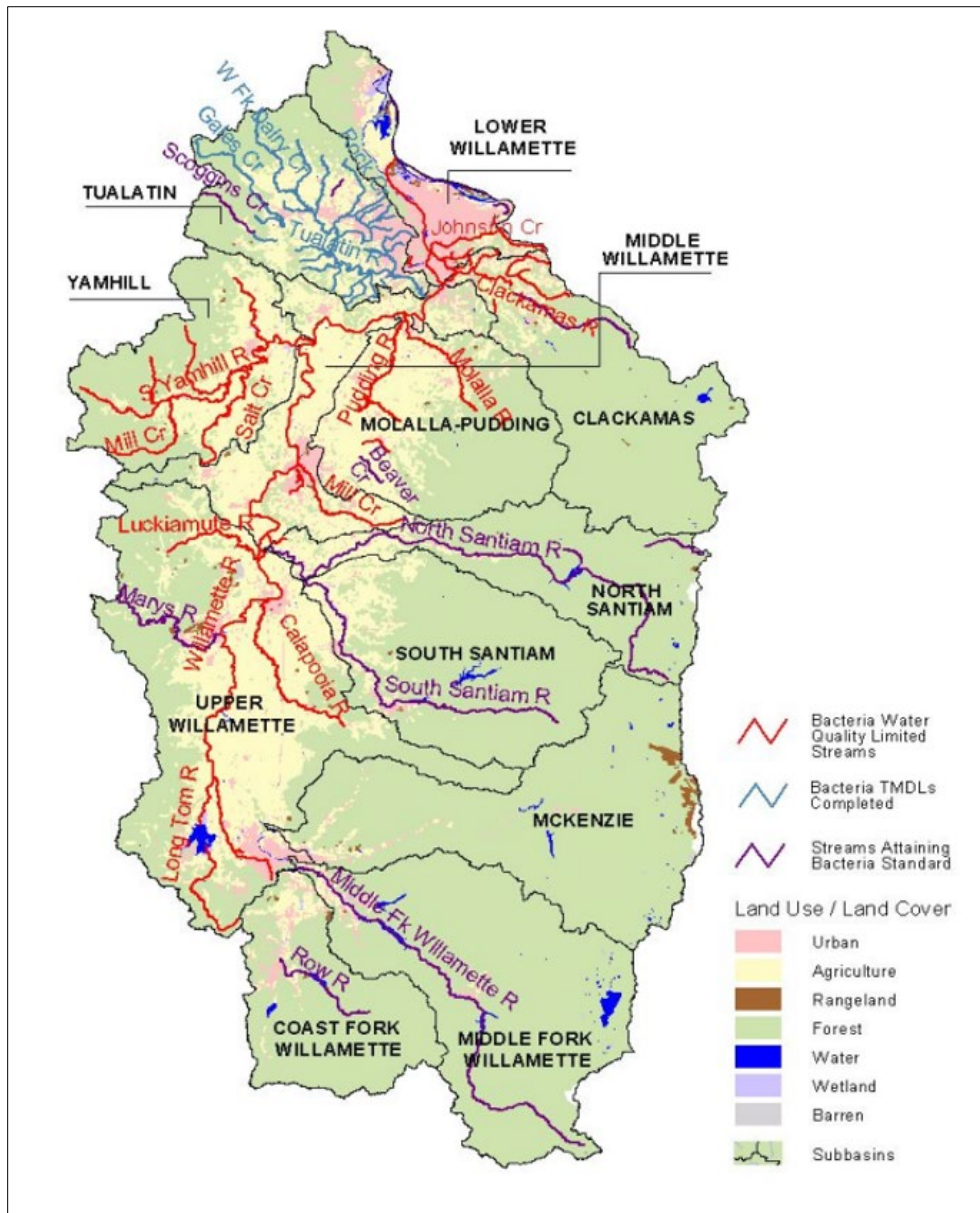 W Fk Dairy Cr
Gales Cr
Scoggins Cr
Rock
LOWER
WILLAMETTE
TUALATIN
Tualatin R
Johnson Cr
MIDDLE
WILLAMETTE
YAMHILL
Clackamas R
S Yamhill R
Salt Cr
Mill Cr
Pudding R
Molalla R
MOLALLA-PUDDING
CLACKAMAS
Beaver
Cr
Mill Cr
Luckiamute R
North Santiam R
NORTH
SANTIAM
Marys R
Willamette R
Calapooia R
SOUTH SANTIAM
South Santiam R
UPPER
WILLAMETTE
Long Tom R
MCKENZIE
Middle Fk Willamette R
Row R
COAST FORK
WILLAMETTE
MIDDLE FORK
WILLAMETTE
Bacteria Water
Quality Limited
Streams
Bacteria TMDLs
Completed
Streams Attaining
Bacteria Standard
Land Use / Land Cover
Urban
Agriculture
Rangeland
Forest
Water
Wetland
Barren
Subbasins